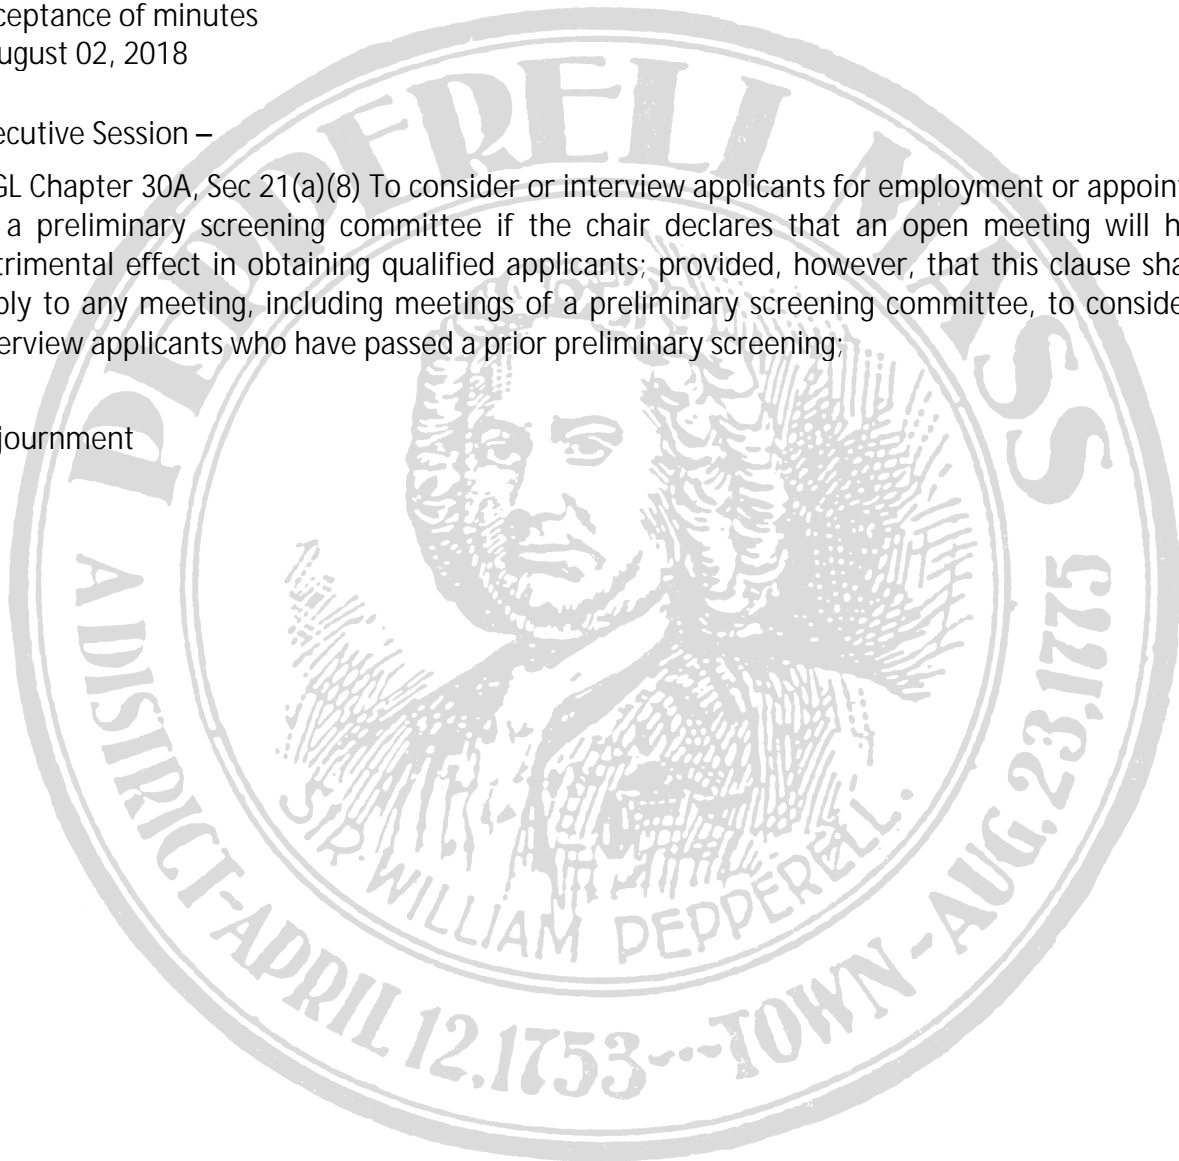 ceptance of minutes
ugust 02, 2018
ecutive Session –
GL Chapter 30A, Sec 21(a)(8) To consider or interview applicants for employment or appoint
a preliminary screening committee if the chair declares that an open meeting will h
trimental effect in obtaining qualified applicants; provided, however, that this clause sha
ply to any meeting, including meetings of a preliminary screening committee, to conside
terview applicants who have passed a prior preliminary screening;
journment
PEPPERELL MASS
A DISTRICT-APRIL 12,1753---TOWN-AUG.23,1775
SIR. WILLIAM PEPPERELL.